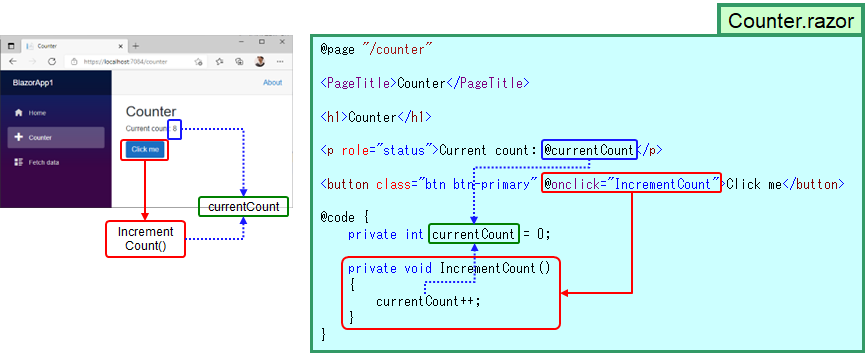 Counter.razor
Counter
https://localhost:7054/counter
BlazorApp1
About
Home
Counter
Fetch data
Counter
Current count: 8
Click me
currentCount
Increment
Count()
@page "/counter"
<PageTitle>Counter</PageTitle>
<h1>Counter</h1>
<p role="status">Current count: @currentCount</p>
<button class="btn btn-primary" @onclick="IncrementCount">Click me</button>
@code {
private int currentCount = 0;
private void IncrementCount()
{
currentCount++;
}
}